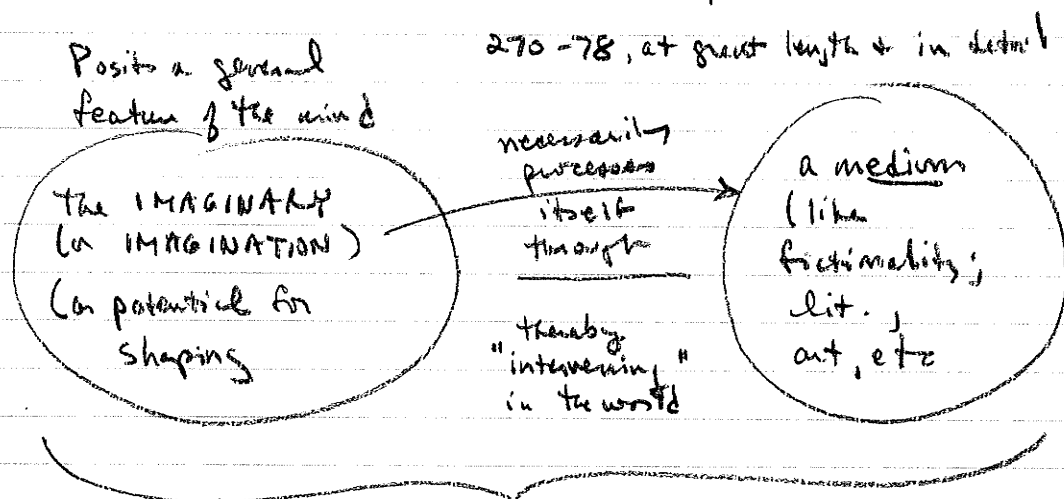 270-78, at great length & in detail
Posits a general
feature of the mind
the IMAGINARY
(or IMAGINATION)
(or potential for
shaping
necessarily
processes
itself
through
thereby
"intervening"
in the world
a medium
(like
fictionality;
lit.,
art, etc